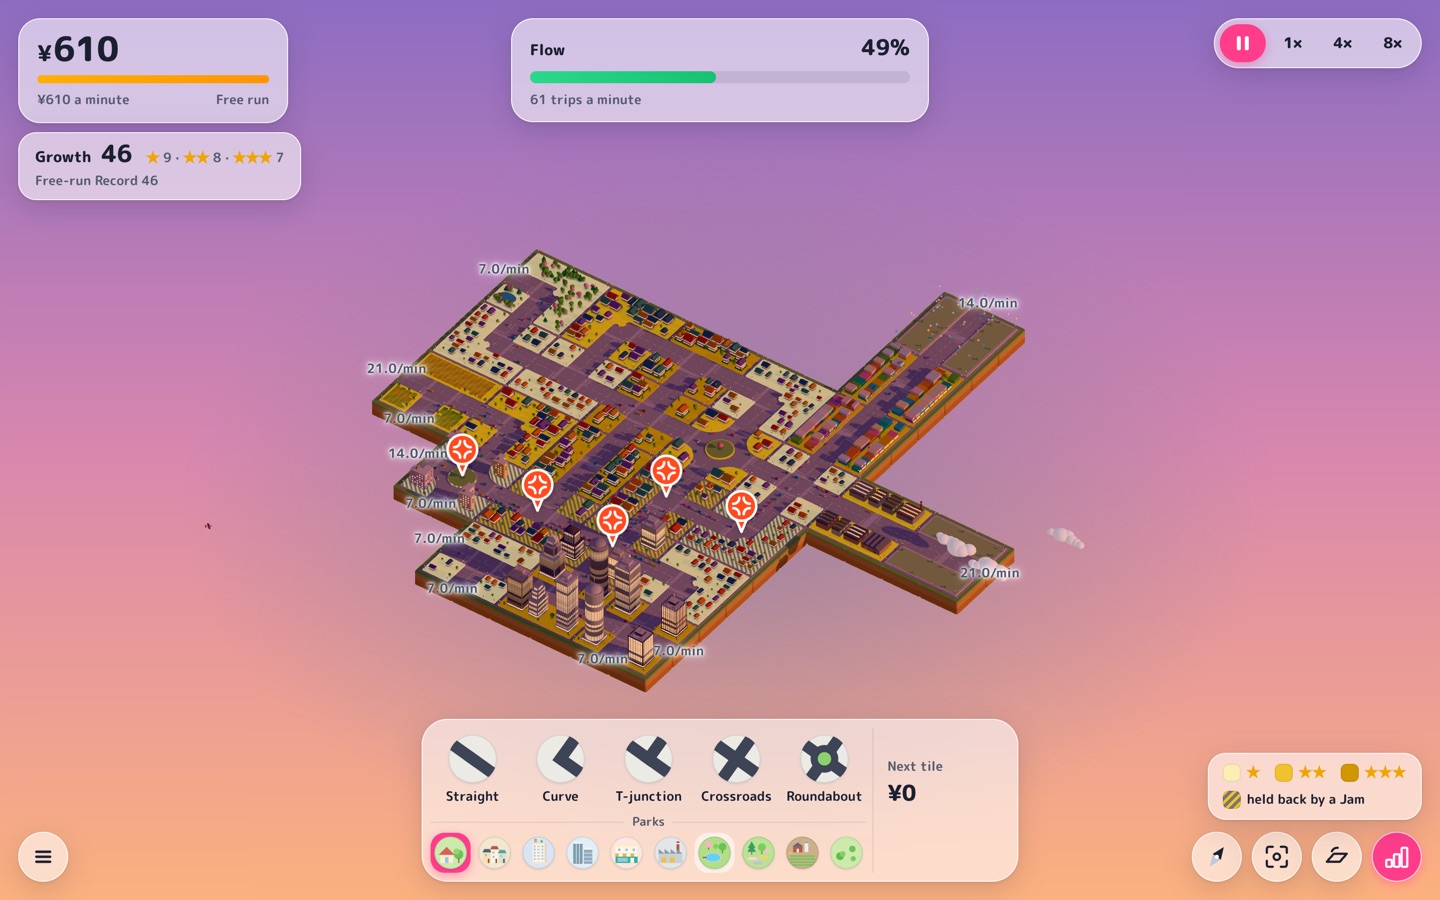 ¥610
¥610 a minute
Free run
Growth 46 ★ 9 · ★★ 8 · ★★★ 7
Free-run Record 46
Flow 49%
61 trips a minute
1× 4× 8×
7.0/min
14.0/min
21.0/min
7.0/min
14.0/min
7.0/min
7.0/min
21.0/min
7.0/min
7.0/min
7.0/min
Straight
Curve
T-junction
Crossroads
Roundabout
Parks
Next tile
¥0
★ ★★ ★★★
held back by a Jam